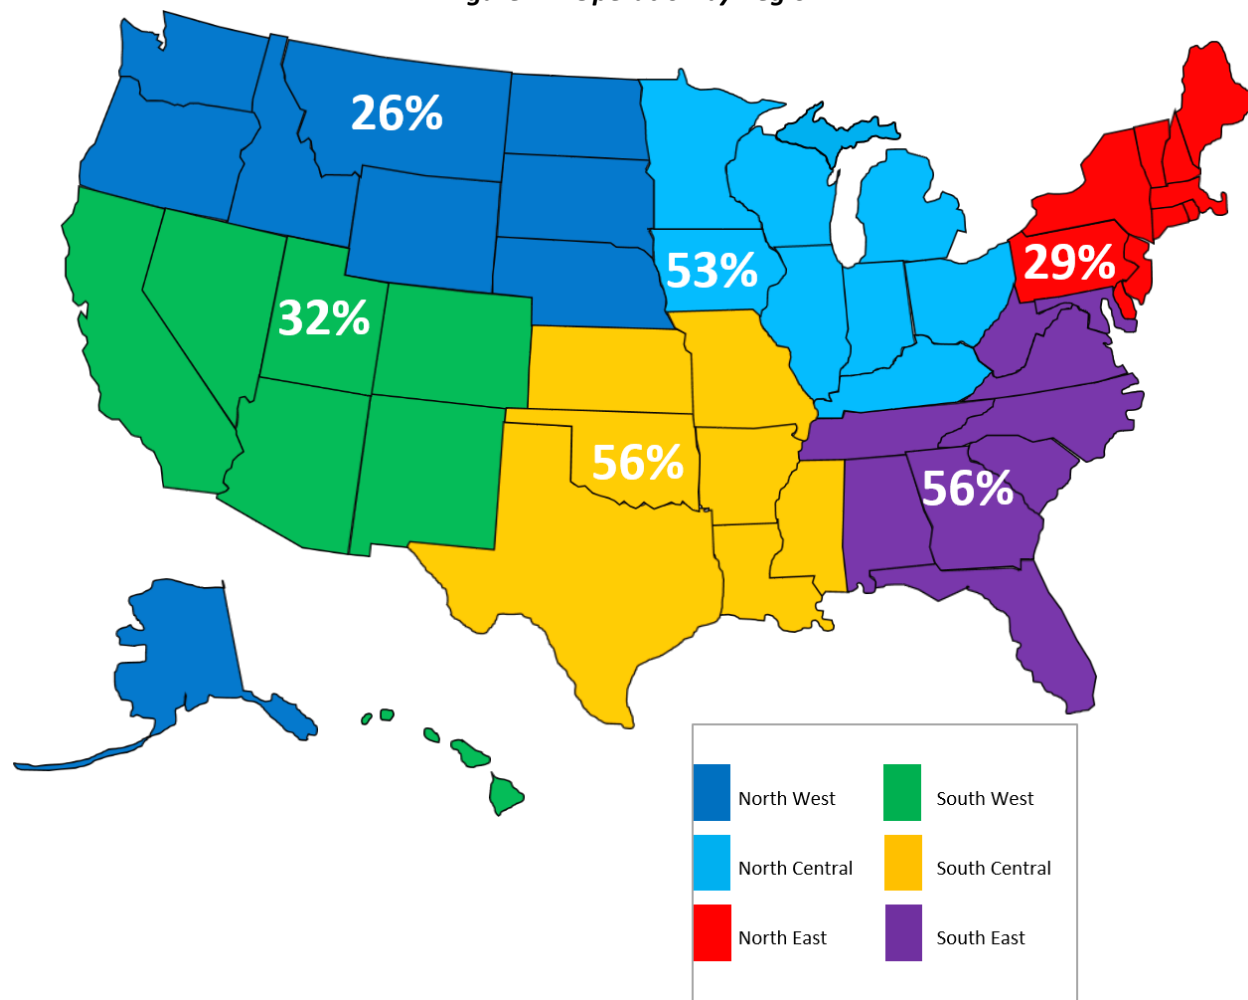 26%
53%
29%
32%
56%
56%
North West
South West
North Central
South Central
North East
South East